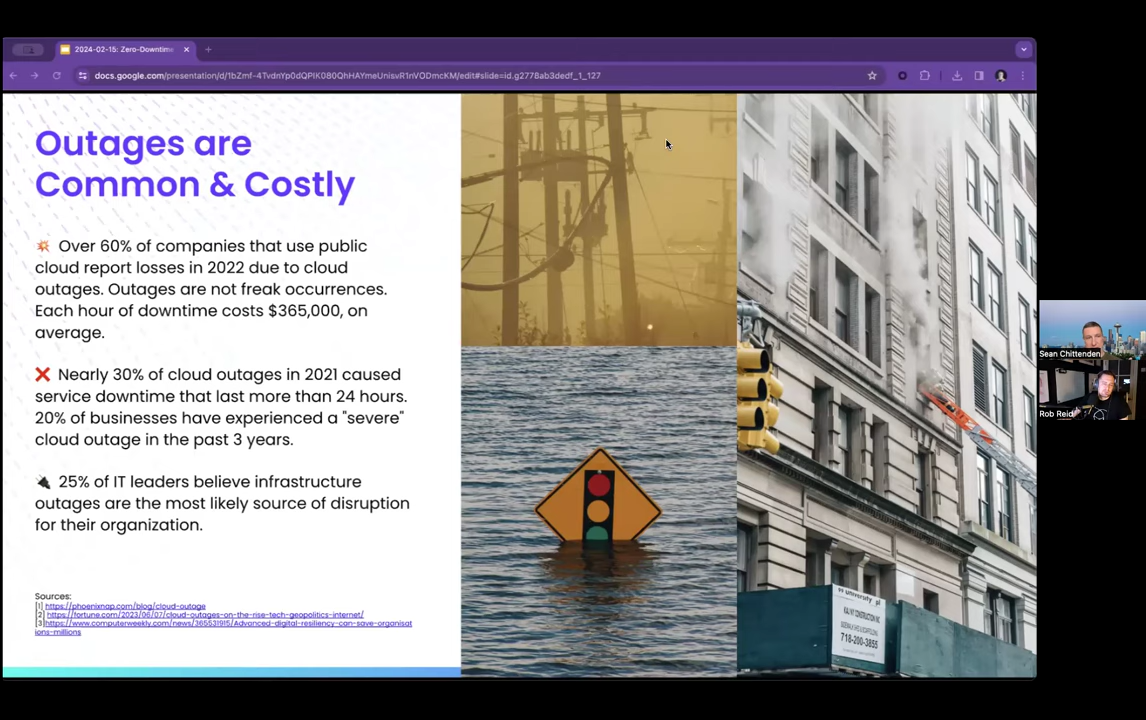 2024-02-15: Zero-Downtim
docs.google.com/presentation/d/1bZmf-4TvdnYp0dQPIK080QhHAYmeUnisvR1nVODmcKM/edit#slide=id.g2778ab3dedf_1_127
Outages are
Common & Costly
💥 Over 60% of companies that use public
cloud report losses in 2022 due to cloud
outages. Outages are not freak occurrences.
Each hour of downtime costs $365,000, on
average.
❌ Nearly 30% of cloud outages in 2021 caused
service downtime that last more than 24 hours.
20% of businesses have experienced a "severe"
cloud outage in the past 3 years.
🔌 25% of IT leaders believe infrastructure
outages are the most likely source of disruption
for their organization.
Sources:
[1] https://phoenixnap.com/blog/cloud-outage
[2] https://fortune.com/2023/06/07/cloud-outages-on-the-rise-tech-geopolitics-internet/
[3]https://www.computerweekly.com/news/365531915/Advanced-digital-resiliency-can-save-organisat
ions-millions
718-200-3855
Sean Chittenden
Rob Reid